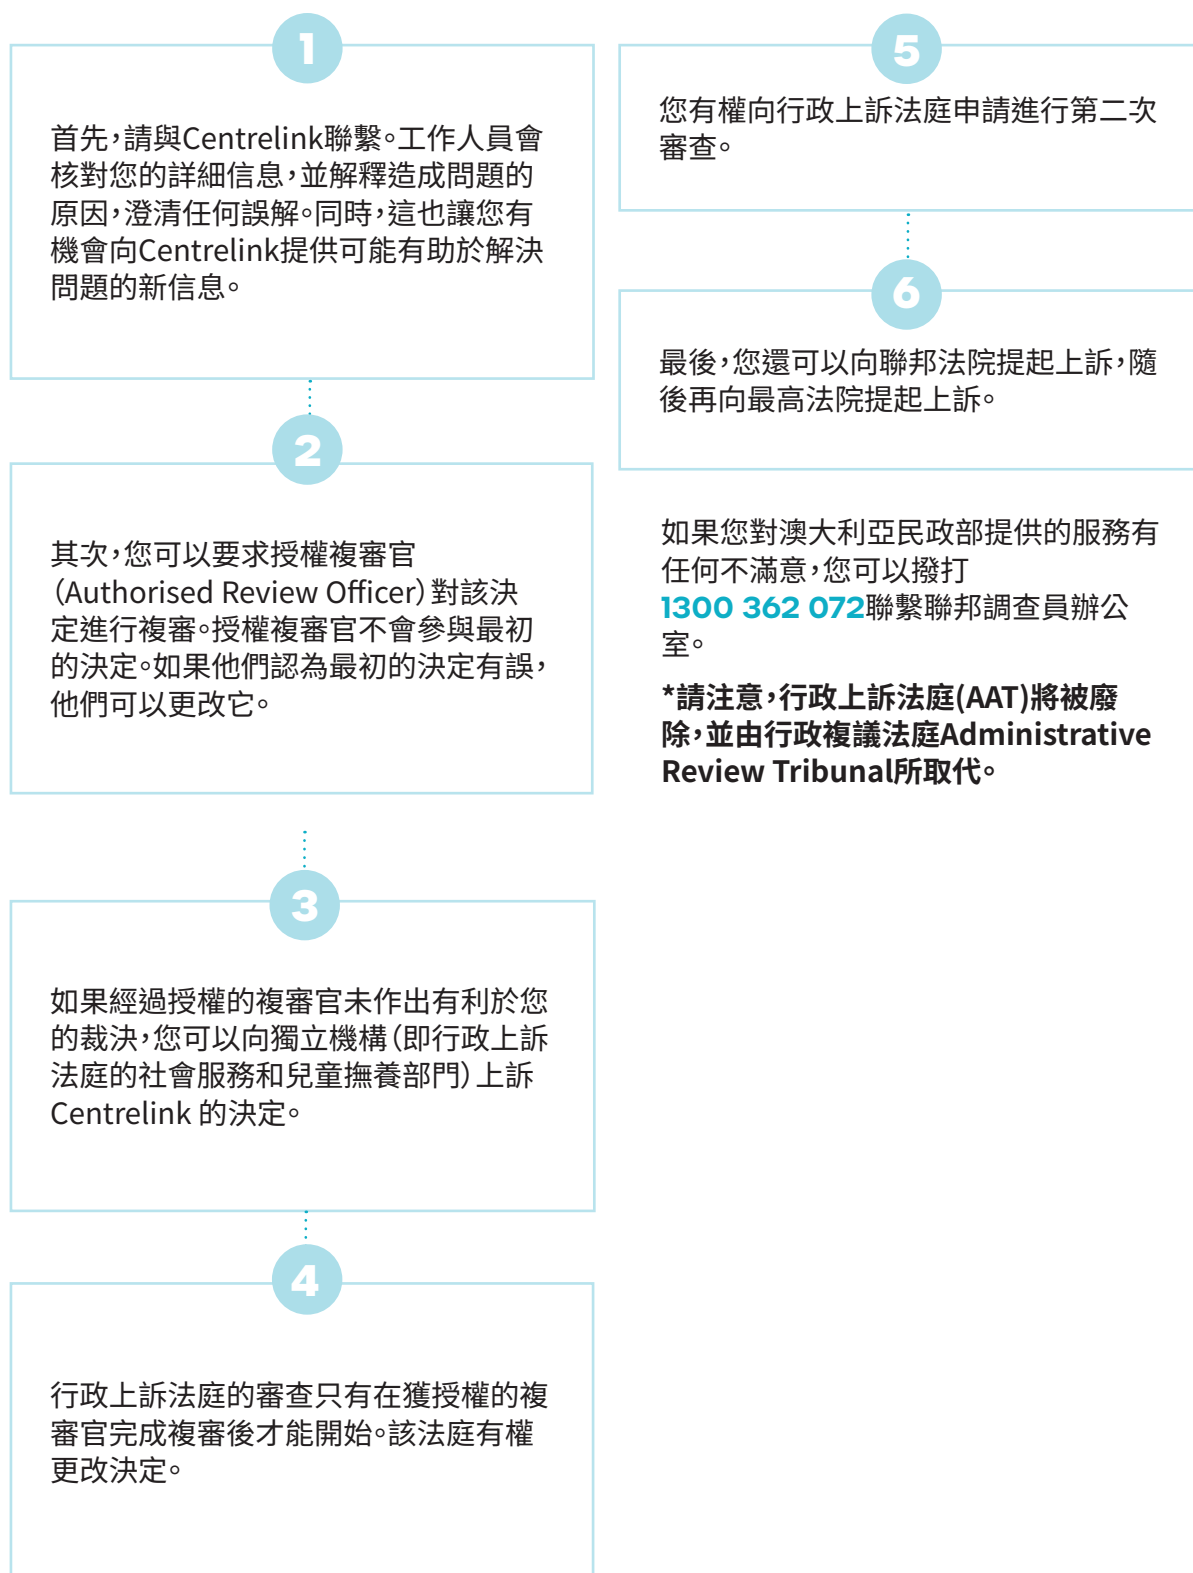 1
首先，請與Centrelink聯繫。工作人員會
核對您的詳細信息，並解釋造成問題的
原因，澄清任何誤解。同時，這也讓您有
機會向Centrelink提供可能有助於解決
問題的新信息。
2
其次，您可以要求授權複審官
（Authorised Review Officer）對該決
定進行複審。授權複審官不會參與最初
的決定。如果他們認為最初的決定有誤，
他們可以更改它。
3
如果經過授權的複審官未作出有利於您
的裁決，您可以向獨立機構（即行政上訴
法庭的社會服務和兒童撫養部門）上訴
Centrelink 的決定。
4
行政上訴法庭的審查只有在獲授權的複
審官完成複審後才能開始。該法庭有權
更改決定。
5
您有權向行政上訴法庭申請進行第二次
審查。
6
最後，您還可以向聯邦法院提起上訴，隨
後再向最高法院提起上訴。
如果您對澳大利亞民政部提供的服務有
任何不滿意，您可以撥打
1300 362 072聯繫聯邦調查員辦公
室。
*請注意，行政上訴法庭(AAT)將被廢
除，並由行政複議法庭Administrative
Review Tribunal所取代。